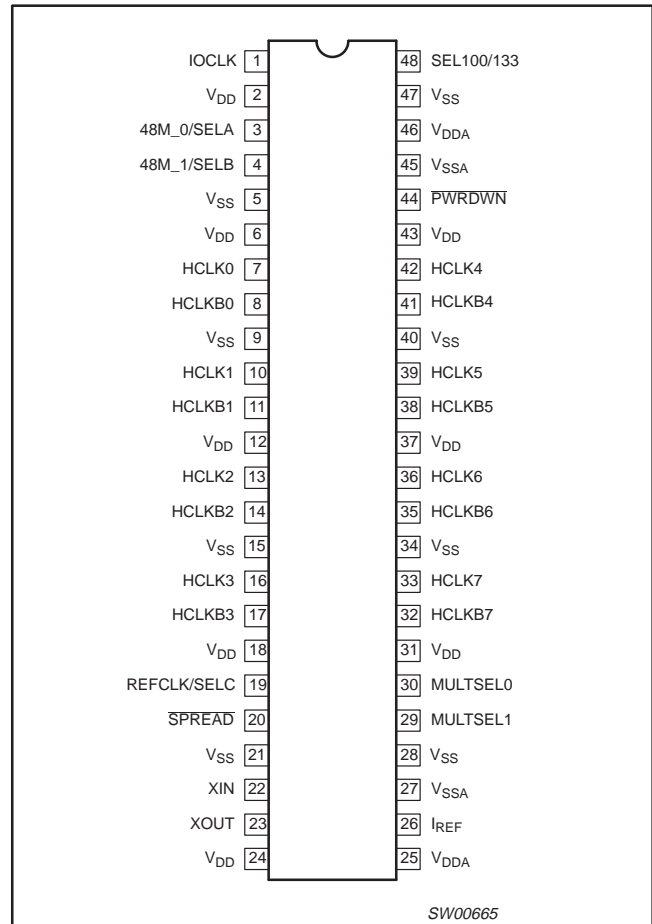 IOCLK 1 48 SEL100/133
VDD 2 47 VSS
48M_0/SELA 3 46 VDDA
48M_1/SELB 4 45 VSSA
VSS 5 44 PWRDWN
VDD 6 43 VDD
HCLK0 7 42 HCLK4
HCLKB0 8 41 HCLKB4
VSS 9 40 VSS
HCLK1 10 39 HCLK5
HCLKB1 11 38 HCLKB5
VDD 12 37 VDD
HCLK2 13 36 HCLK6
HCLKB2 14 35 HCLKB6
VSS 15 34 VSS
HCLK3 16 33 HCLK7
HCLKB3 17 32 HCLKB7
VDD 18 31 VDD
REFCLK/SELC 19 30 MULTSEL0
SPREAD 20 29 MULTSEL1
VSS 21 28 VSS
XIN 22 27 VSSA
XOUT 23 26 IREF
VDD 24 25 VDDA
SW00665